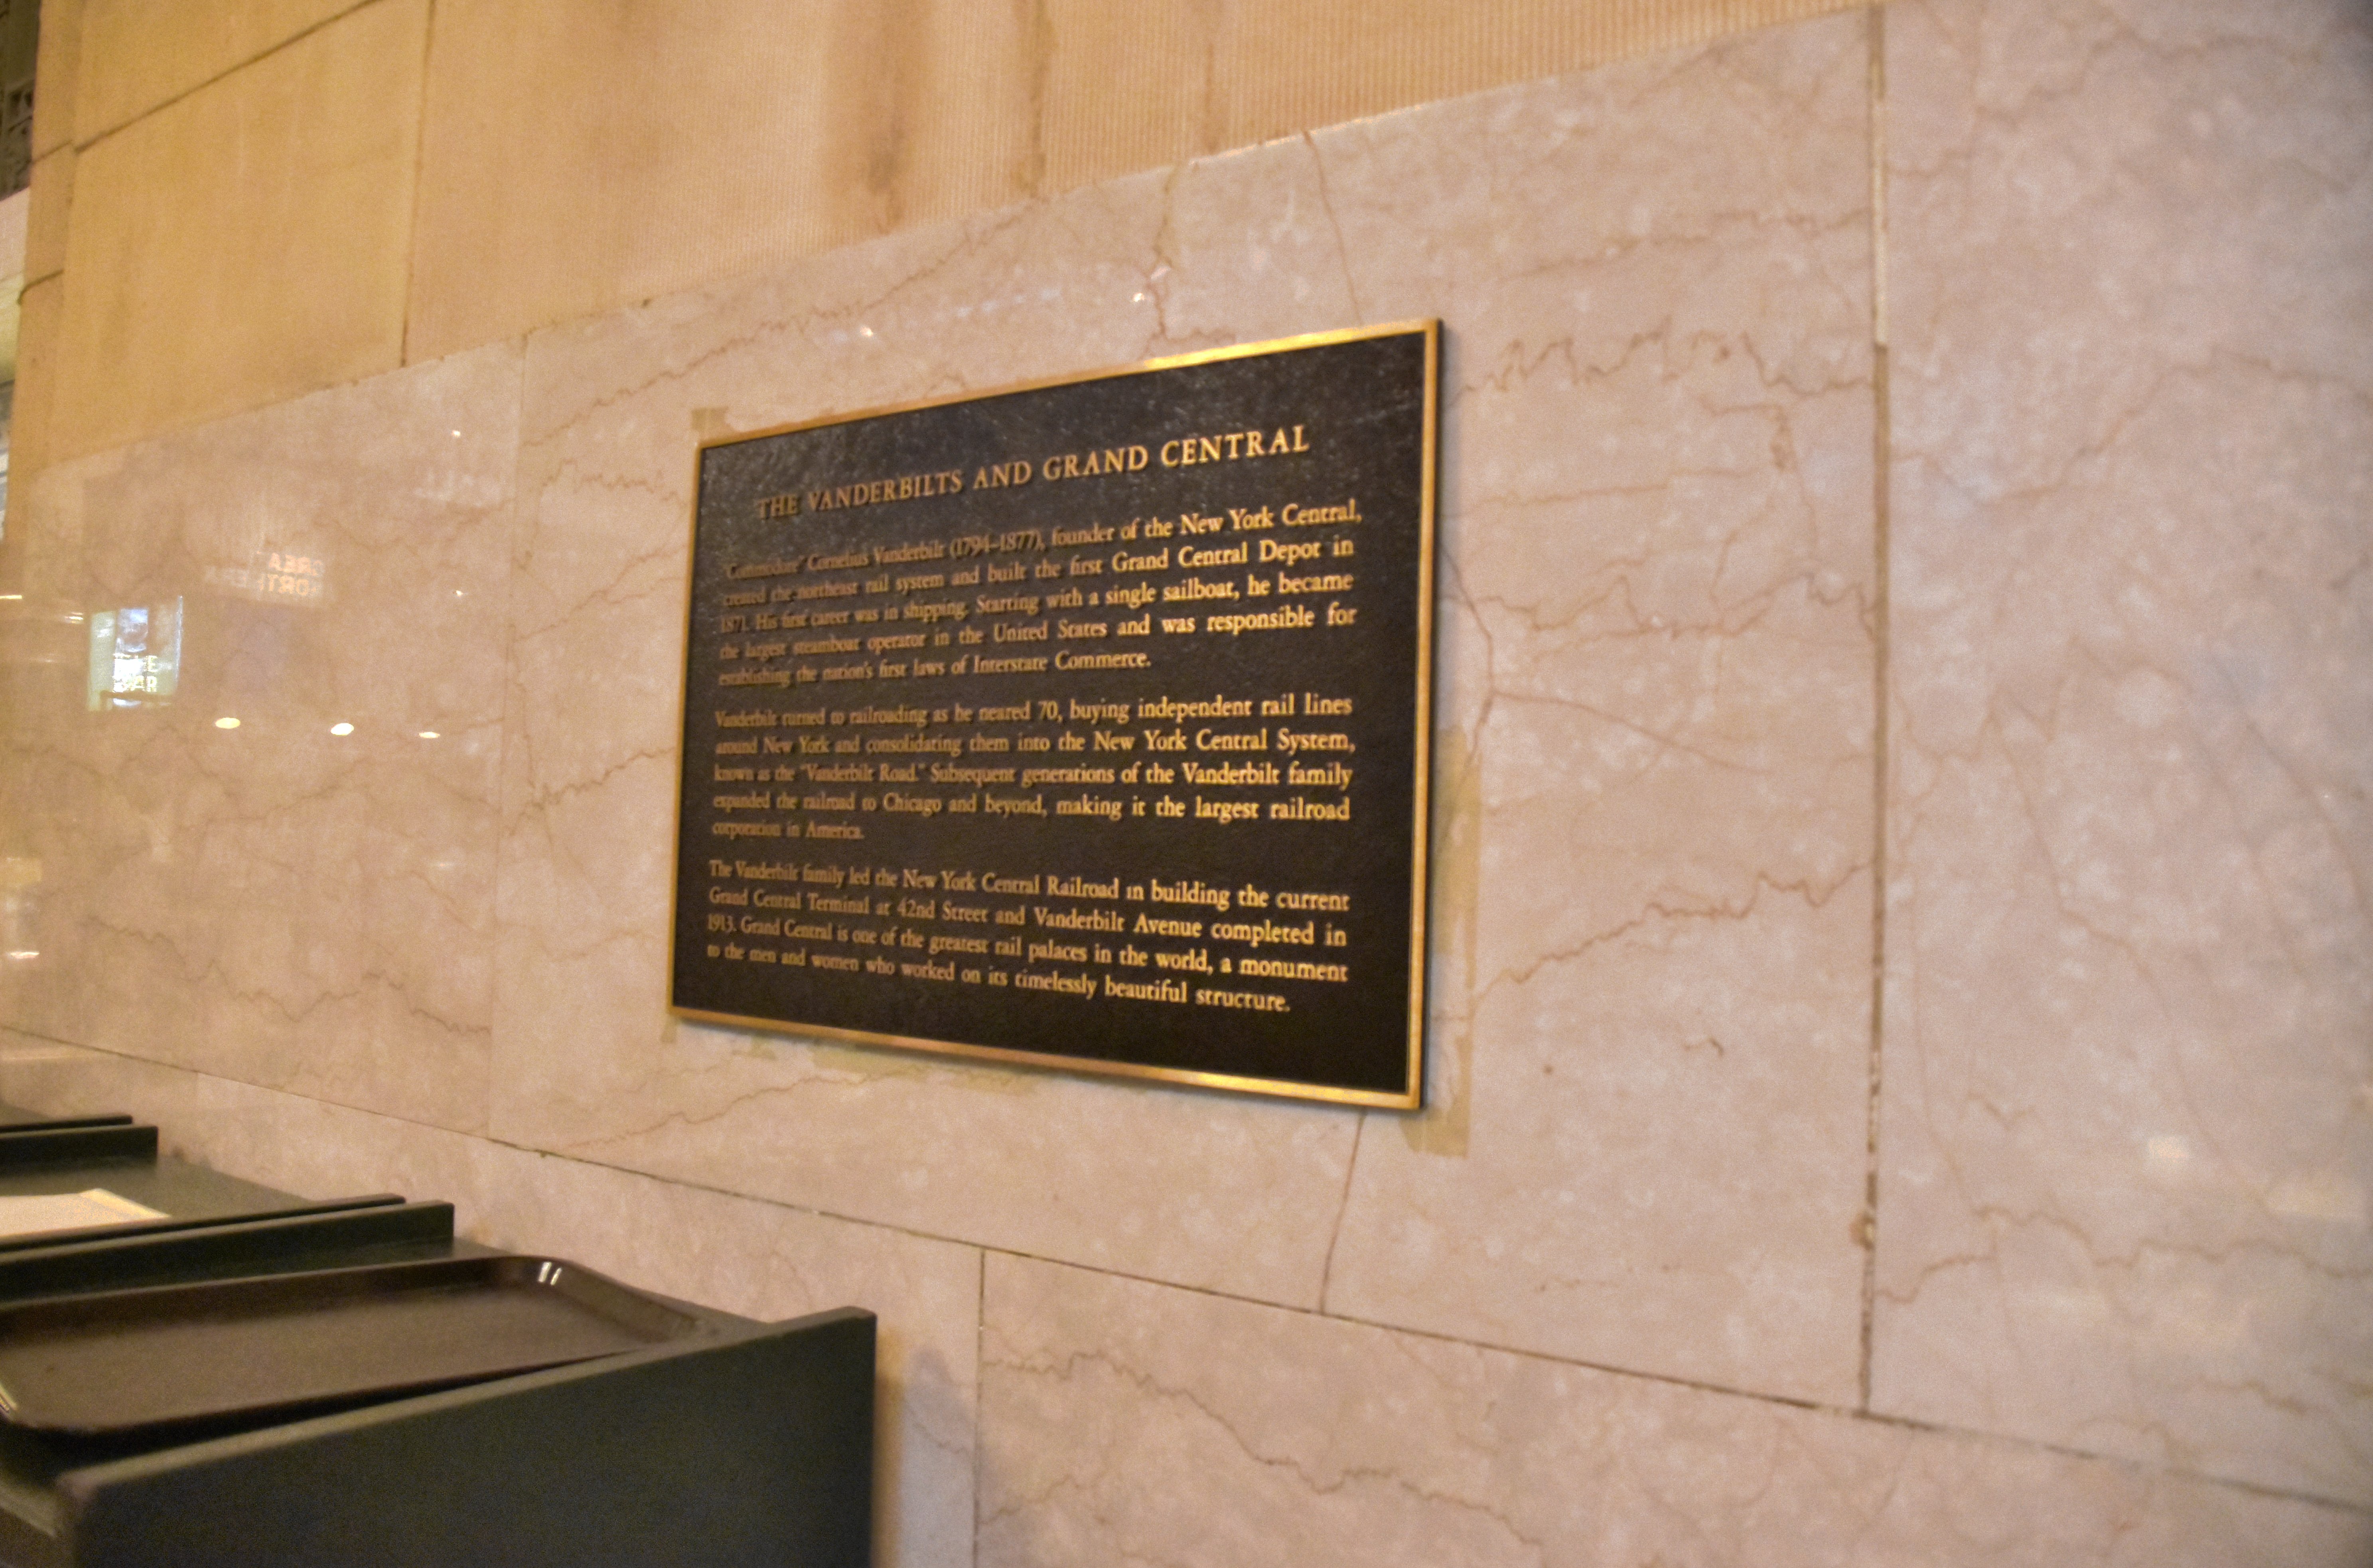 THE VANDERBILTS AND GRAND CENTRAL
"Commodore" Cornelius Vanderbilt (1794–1877), founder of the New York Central,
created the northeast rail system and built the first Grand Central Depot in
1871. His first career was in shipping. Starting with a single sailboat, he became
the largest steamboat operator in the United States and was responsible for
establishing the nation's first laws of Interstate Commerce.
Vanderbilt turned to railroading as he neared 70, buying independent rail lines
around New York and consolidating them into the New York Central System,
known as the "Vanderbilt Road." Subsequent generations of the Vanderbilt family
expanded the railroad to Chicago and beyond, making it the largest railroad
corporation in America.
The Vanderbilt family led the New York Central Railroad in building the current
Grand Central Terminal at 42nd Street and Vanderbilt Avenue completed in
1913. Grand Central is one of the greatest rail palaces in the world, a monument
to the men and women who worked on its timelessly beautiful structure.